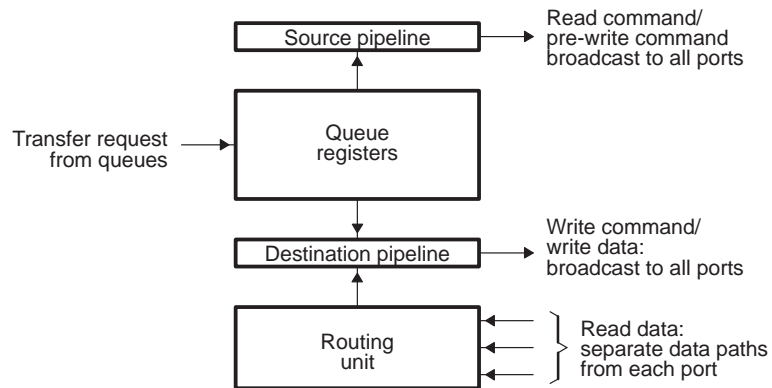 Source pipeline
Read command/
pre-write command
broadcast to all ports
Transfer request
from queues
Queue
registers
Destination pipeline
Write command/
write data:
broadcast to all ports
Routing
unit
Read data:
separate data paths
from each port